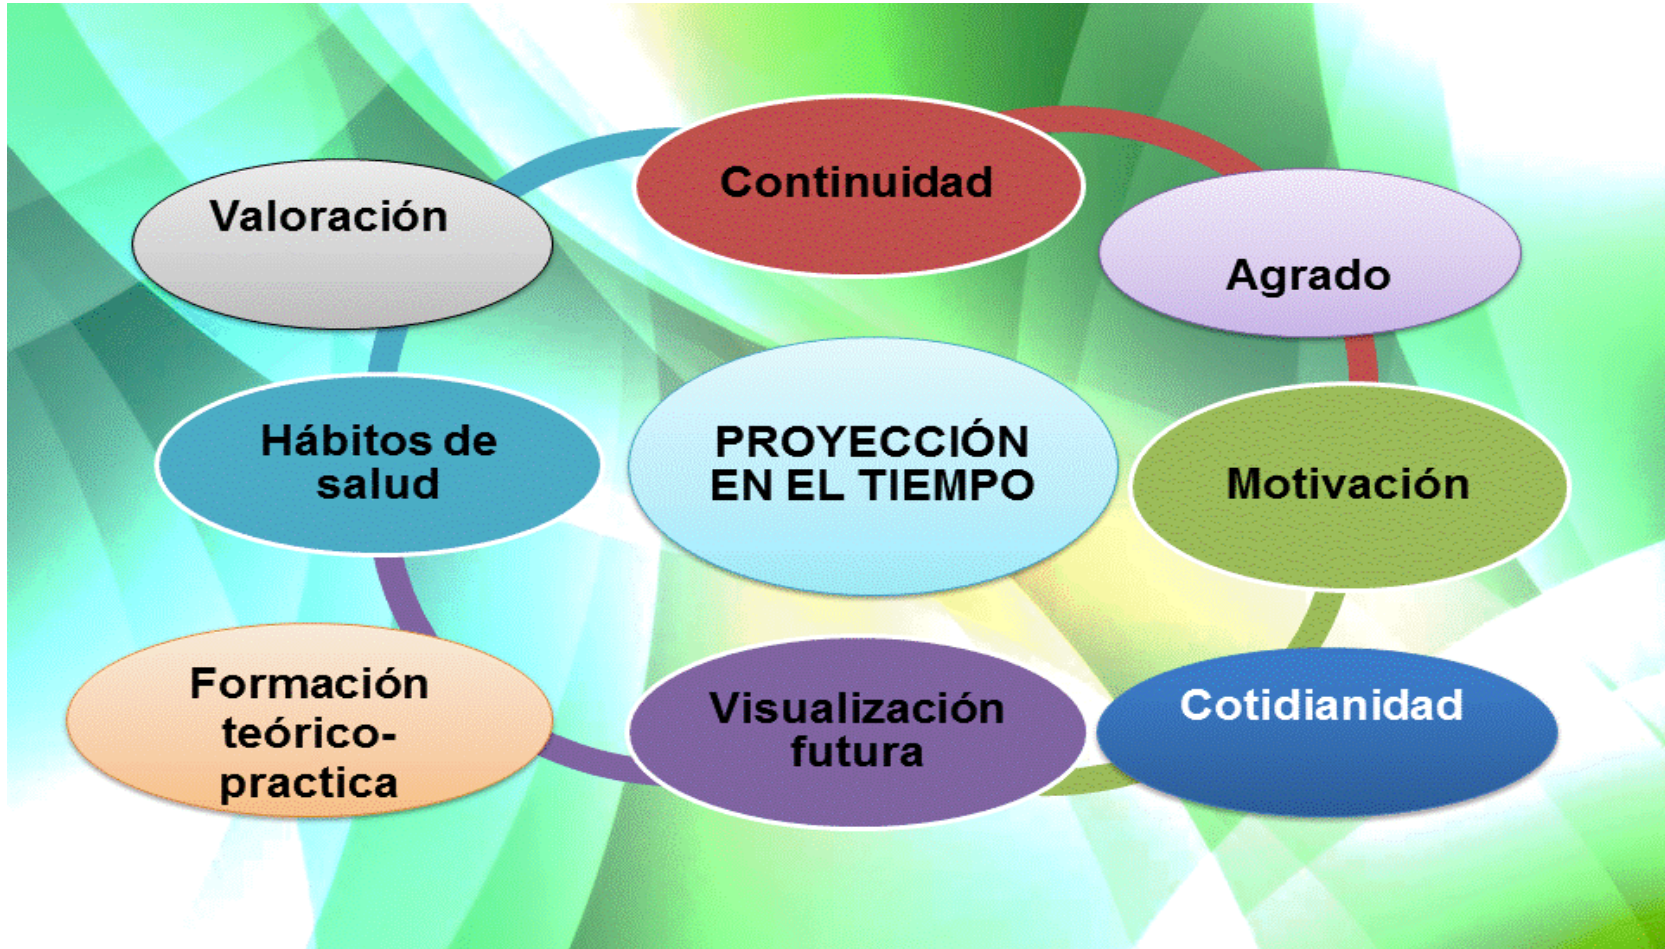 Continuidad
Valoración
Agrado
Hábitos de
salud
PROYECCIÓN
EN EL TIEMPO
Motivación
Formación
teórico-
practica
Visualización
futura
Cotidianidad